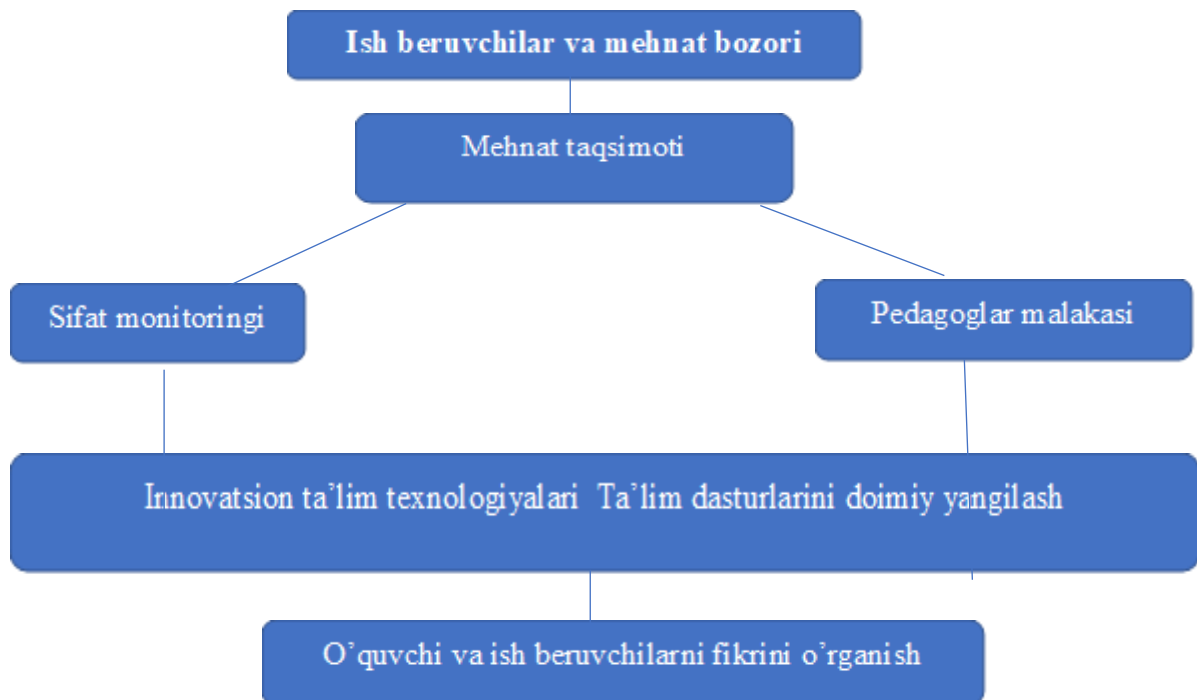 Ish beruvchilar va mehnat bozori
Mehnat taqsimoti
Sifat monitoringi
Pedagoglar malakasi
Innovatsion ta’lim texnologiyalari Ta’lim dasturlarini doimiy yangilash
O’quvchi va ish beruvchilarni fikrini o’rganish